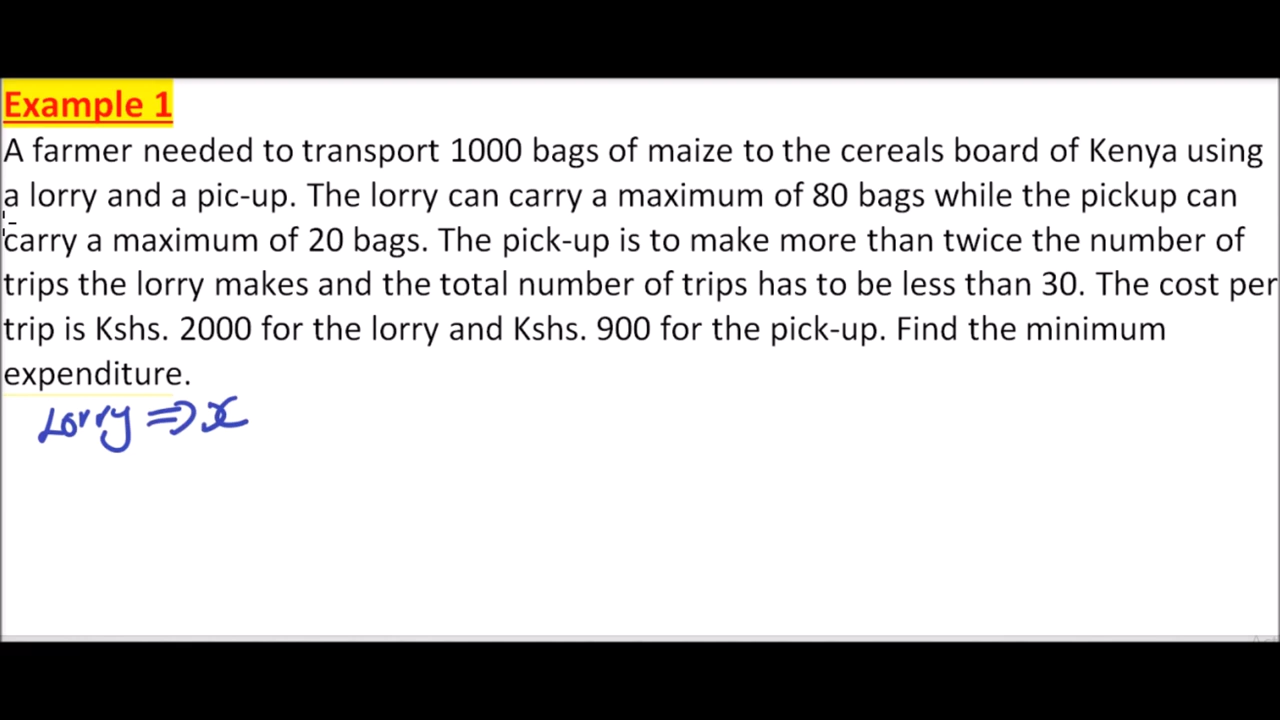 Example 1
A farmer needed to transport 1000 bags of maize to the cereals board of Kenya using
a lorry and a pic-up. The lorry can carry a maximum of 80 bags while the pickup can
carry a maximum of 20 bags. The pick-up is to make more than twice the number of
trips the lorry makes and the total number of trips has to be less than 30. The cost per
trip is Kshs. 2000 for the lorry and Kshs. 900 for the pick-up. Find the minimum
expenditure.
Lorry ⇒ x